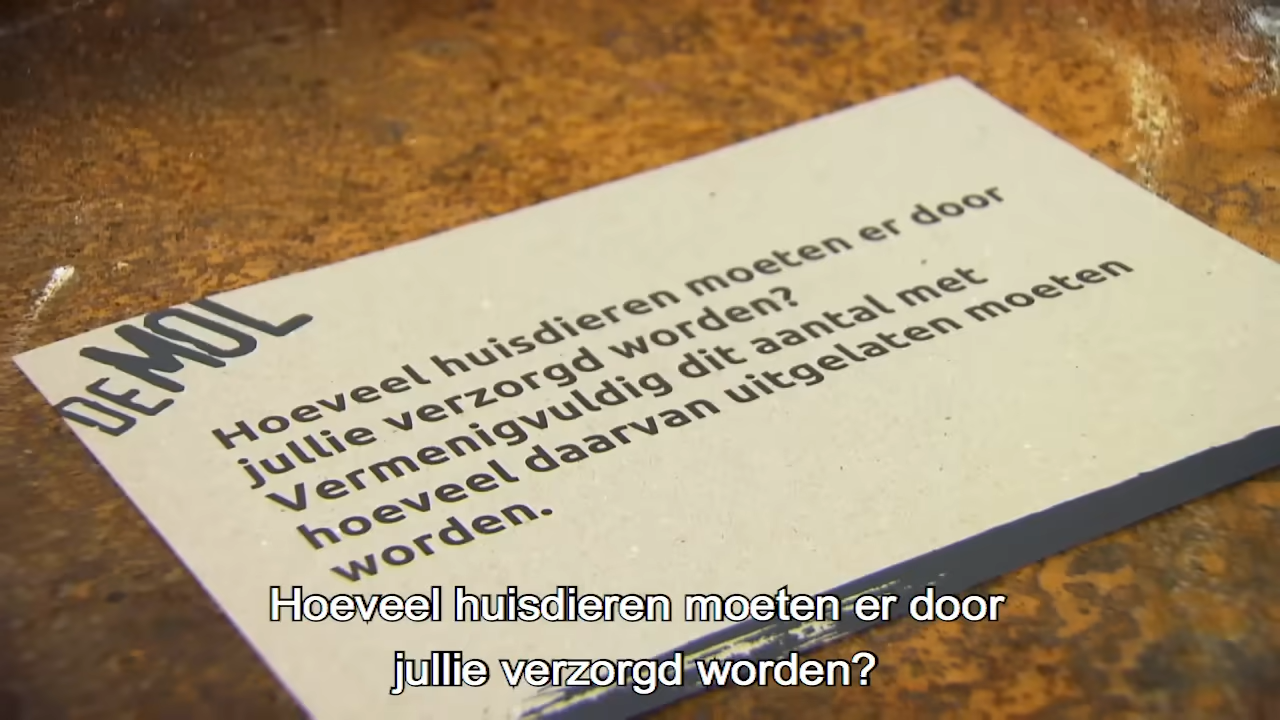 DE MOL
Hoeveel huisdieren moeten er door
jullie verzorgd worden?
Vermenigvuldig dit aantal met
hoeveel daarvan uitgelaten moeten
worden.
Hoeveel huisdieren moeten er door
jullie verzorgd worden?